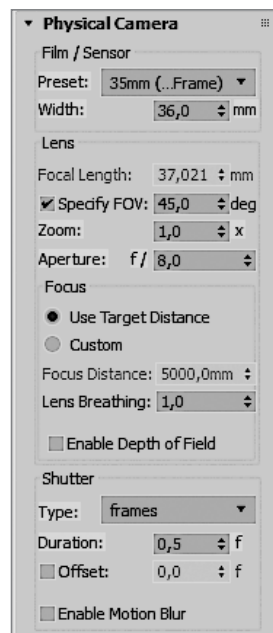 Physical Camera
Film / Sensor
Preset: 35mm (...Frame)
Width: 36,0 mm
Lens
Focal Length: 37,021 mm
Specify FOV: 45,0 deg
Zoom: 1,0 x
Aperture: f/ 8,0
Focus
Use Target Distance
Custom
Focus Distance: 5000,0mm
Lens Breathing: 1,0
Enable Depth of Field
Shutter
Type: frames
Duration: 0,5 f
Offset: 0,0 f
Enable Motion Blur